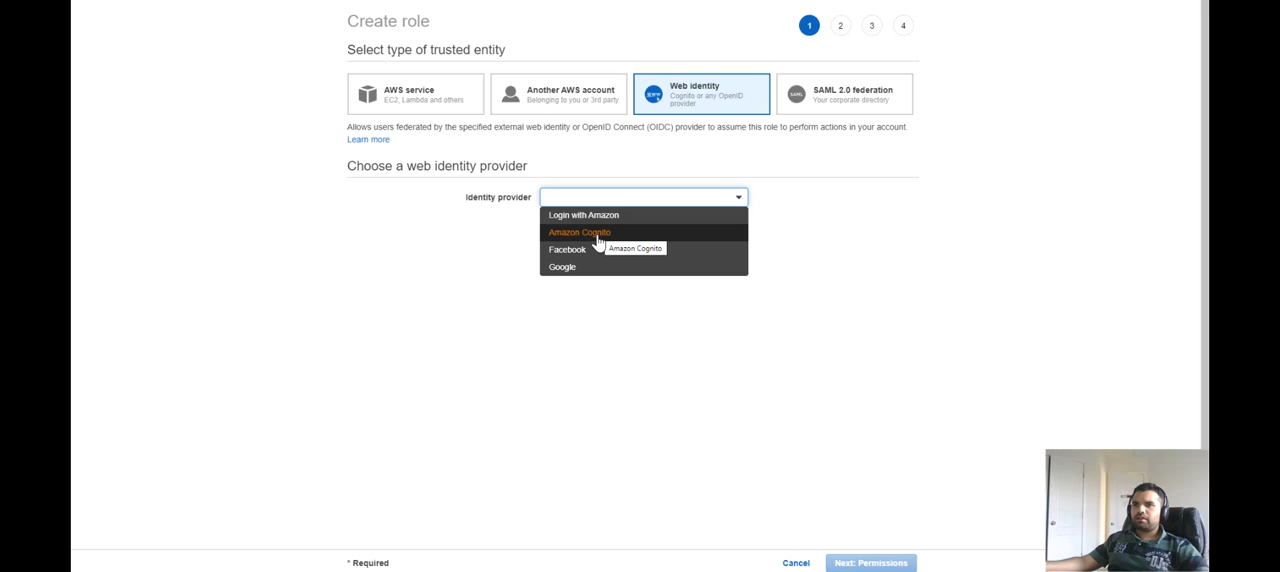 Create role
1 2 3 4
Select type of trusted entity
AWS service
EC2, Lambda and others
Another AWS account
Belonging to you or 3rd party
Web identity
Cognito or any OpenID
provider
SAML
SAML 2.0 federation
Your corporate directory
Allows users federated by the specified external web identity or OpenID Connect (OIDC) provider to assume this role to perform actions in your account.
Learn more
Choose a web identity provider
Identity provider
Login with Amazon
Amazon Cognito
Amazon Cognito
Facebook
Google
* Required
Cancel
Next: Permissions